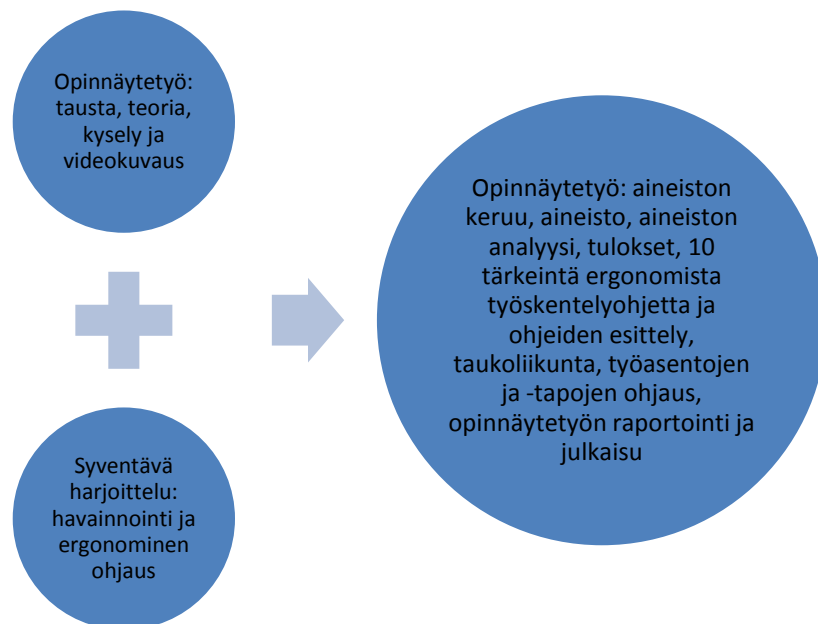 Opinnäytetyö:
tausta, teoria,
kysely ja
videokuvaus
Syventävä
harjoittelu:
havainnointi ja
ergonominen
ohjaus
Opinnäytetyö: aineiston
keruu, aineisto, aineiston
analyysi, tulokset, 10
tärkeintä ergonomista
työskentelyohjetta ja
ohjeiden esittely,
taukoliikunta, työasentojen
ja -tapojen ohjaus,
opinnäytetyön raportointi ja
julkaisu